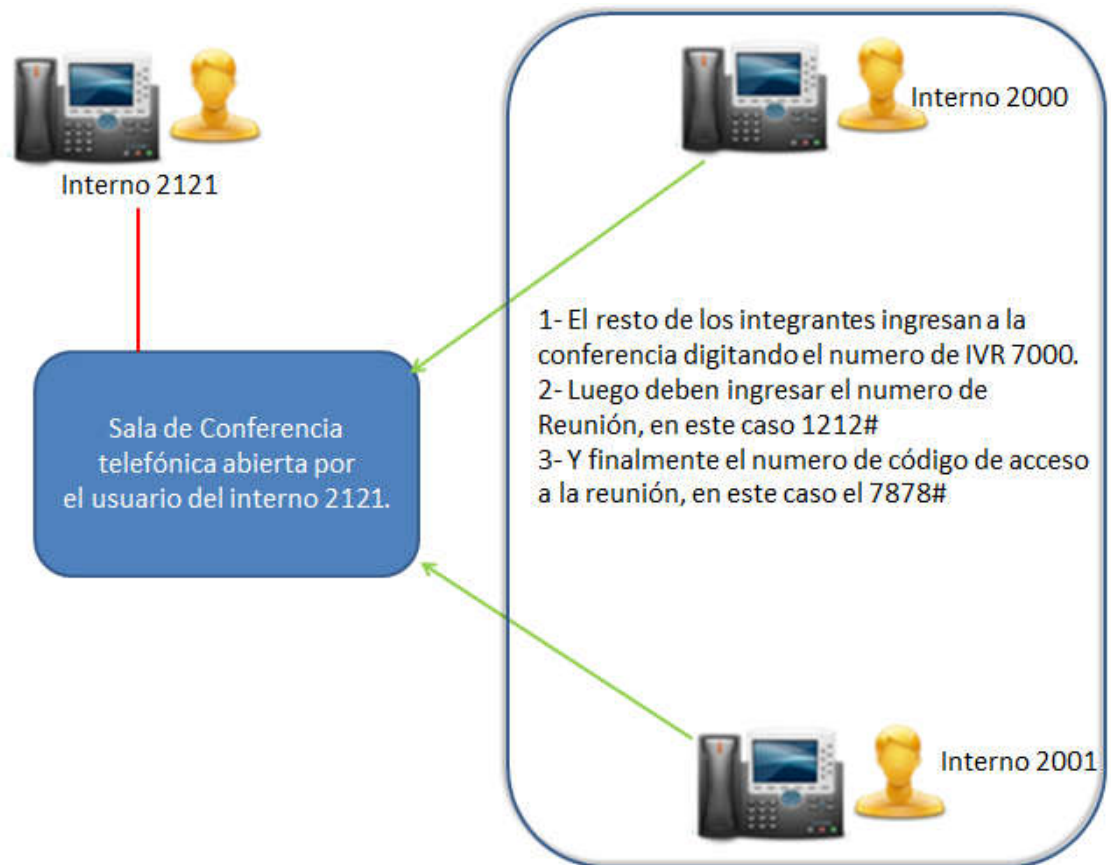 Interno 2121
Interno 2000
1- El resto de los integrantes ingresan a la
conferencia digitando el numero de IVR 7000.
2- Luego deben ingresar el numero de
Reunión, en este caso 1212#
3- Y finalmente el numero de código de acceso
a la reunión, en este caso el 7878#
Sala de Conferencia
telefónica abierta por
el usuario del interno 2121.
Interno 2001